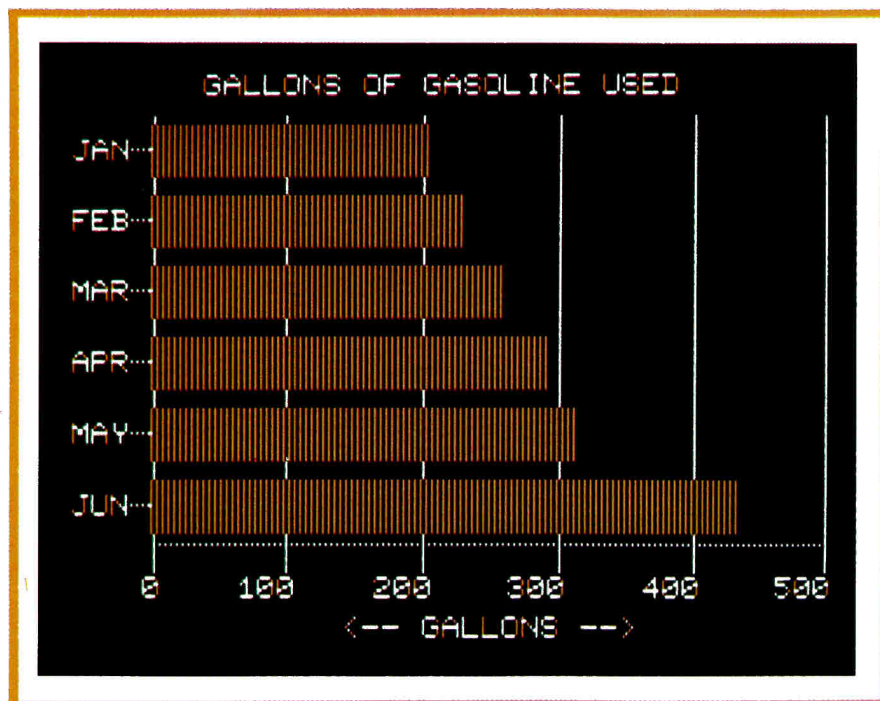 GALLONS OF GASOLINE USED
JAN
FEB
MAR
APR
MAY
JUN
0 100 200 300 400 500
<-- GALLONS -->